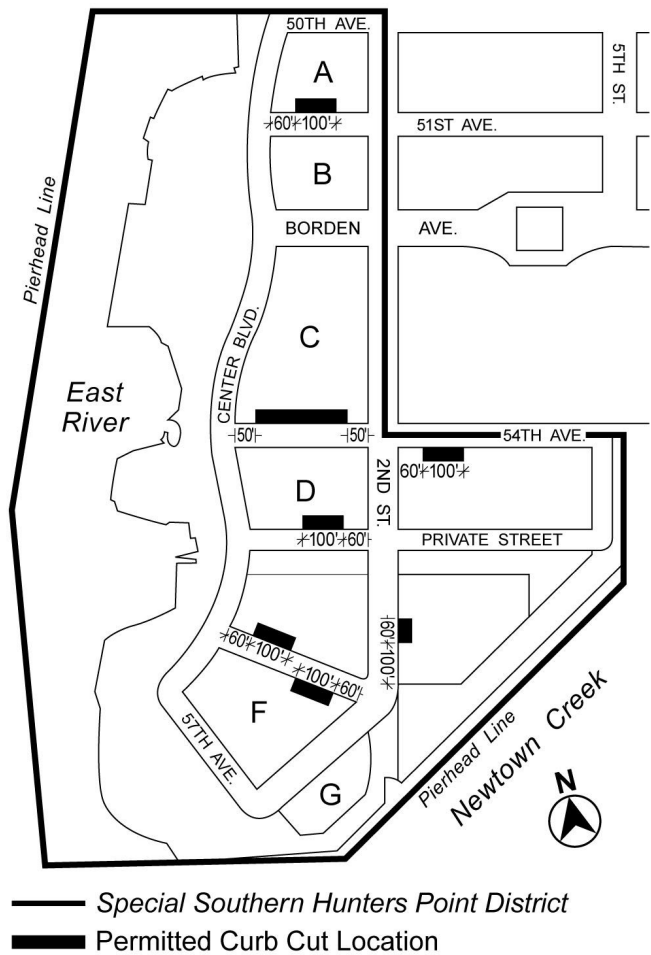 50TH AVE.
A
5TH ST.
60' 100'
51ST AVE.
B
BORDEN AVE.
Pierhead Line
C
CENTER BLVD.
East
River
50' 50'
54TH AVE.
2ND ST.
60' 100'
D
100' 60'
PRIVATE STREET
60' 100'
60' 100'
100' 60'
F
57TH AVE.
G
Pierhead Line
Newtown Creek
N
Special Southern Hunters Point District
Permitted Curb Cut Location